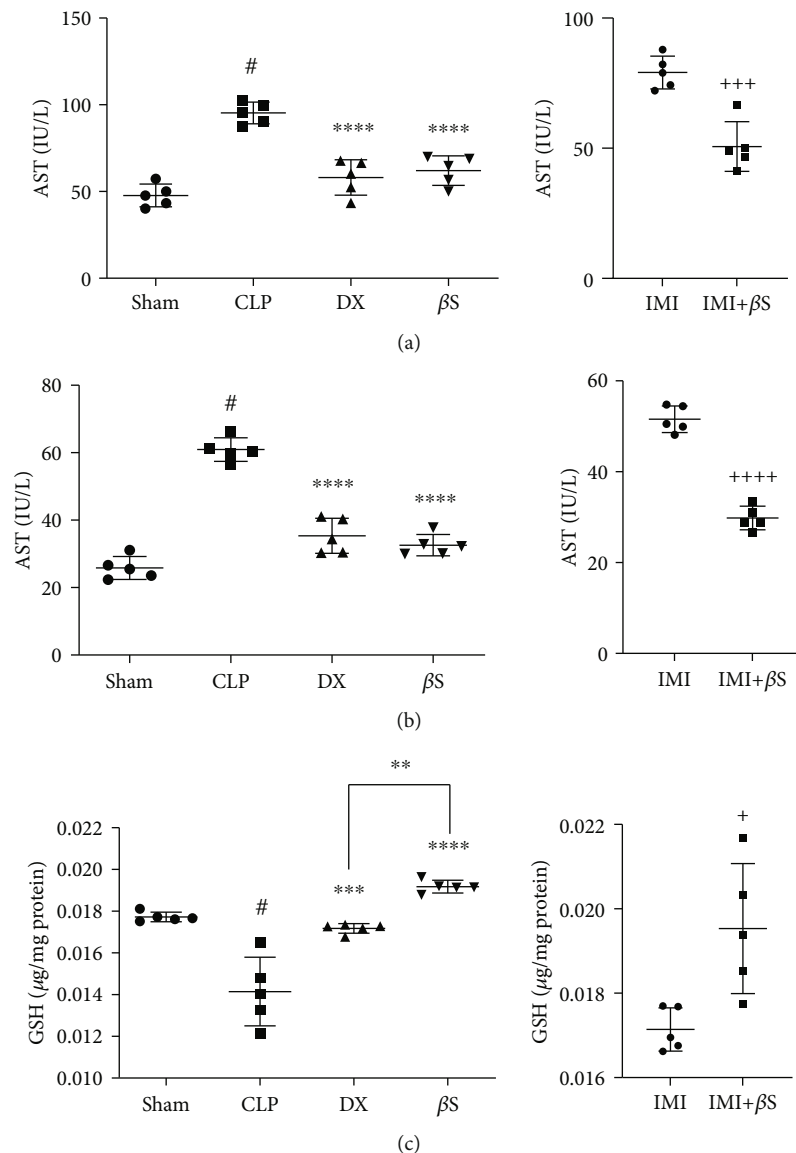 150
100
50
0
AST (IU/L)
#
****
****
Sham CLP DX βS
100
50
0
AST (IU/L)
+++
IMI IMI+βS
(a)
80
60
40
20
0
AST (IU/L)
#
****
****
Sham CLP DX βS
60
40
20
0
AST (IU/L)
++++
IMI IMI+βS
(b)
**
0.022
0.020
0.018
0.016
0.014
0.012
0.010
GSH (μg/mg protein)
#
***
****
Sham CLP DX βS
0.022
0.020
0.018
0.016
GSH (μg/mg protein)
+
IMI IMI+βS
(c)